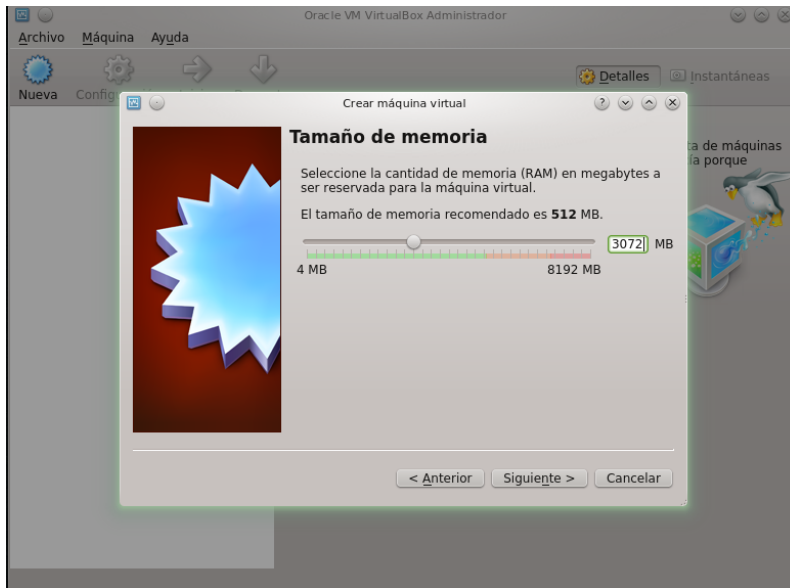 Oracle VM VirtualBox Administrador
Archivo Máquina Ayuda
Nueva
Config
Detalles
Instantáneas
Crear máquina virtual
Tamaño de memoria
Seleccione la cantidad de memoria (RAM) en megabytes a
ser reservada para la máquina virtual.
El tamaño de memoria recomendado es 512 MB.
3072 MB
4 MB 8192 MB
ta de máquinas
ía porque
< Anterior Siguiente > Cancelar